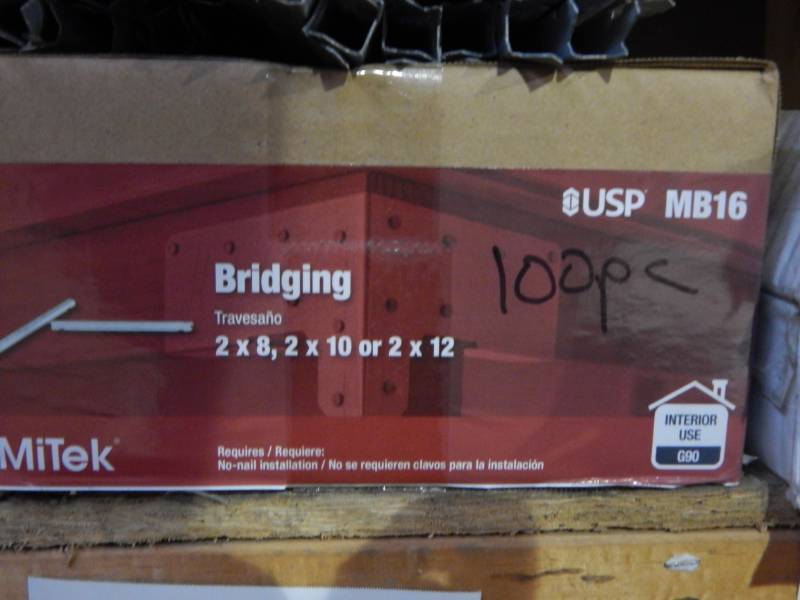 USP MB16
100pc
Bridging
Travesaño
2 x 8, 2 x 10 or 2 x 12
MiTek
Requires / Requiere:
No-nail installation / No se requieren clavos para la instalación
INTERIOR
USE
G90